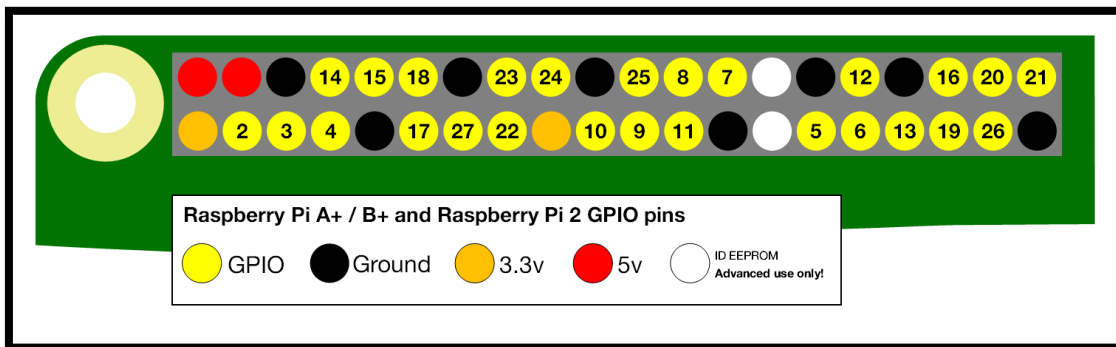 14 15 18 23 24 25 8 7 12 16 20 21
2 3 4 17 27 22 10 9 11 5 6 13 19 26
Raspberry Pi A+ / B+ and Raspberry Pi 2 GPIO pins
GPIO Ground 3.3v 5v ID EEPROM
Advanced use only!